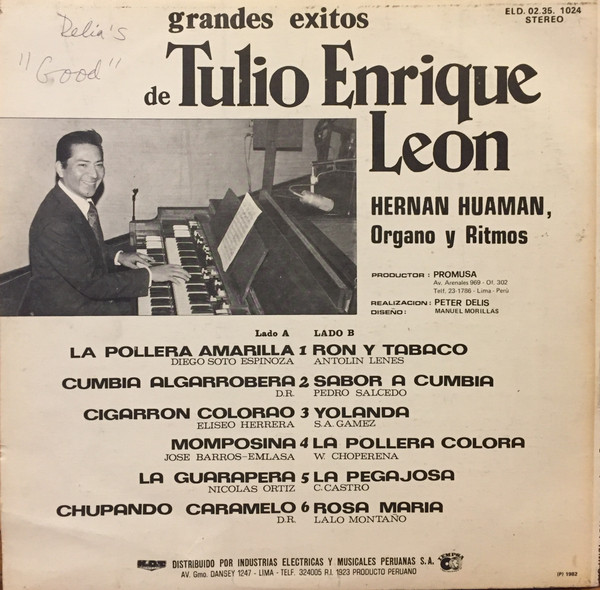 Delia's
"Good"
grandes exitos
ELD. 02.35. 1024
STEREO
de Tulio Enrique
Leon
HERNAN HUAMAN,
Organo y Ritmos
PRODUCTOR : PROMUSA
Av. Arenales 969 - Of. 302
Telf. 23-1786 - Lima - Perú
REALIZACION: PETER DELIS
DISEÑO: MANUEL MORILLAS
Lado A LADO B
LA POLLERA AMARILLA 1 RON Y TABACO
DIEGO SOTO ESPINOZA ANTOLIN LENES
CUMBIA ALGARROBERA 2 SABOR A CUMBIA
D.R. PEDRO SALCEDO
CIGARRON COLORAO 3 YOLANDA
ELISEO HERRERA S.A. GAMEZ
MOMPOSINA 4 LA POLLERA COLORA
JOSE BARROS-EMLASA W. CHOPERENA
LA GUARAPERA 5 LA PEGAJOSA
NICOLAS ORTIZ C. CASTRO
CHUPANDO CARAMELO 6 ROSA MARIA
D.R. LALO MONTAÑO
DISTRIBUIDO POR INDUSTRIAS ELECTRICAS Y MUSICALES PERUANAS S.A.
AV. Gmo. DANSEY 1247 - LIMA - TELF. 324005 R.I. 1923 PRODUCTO PERUANO